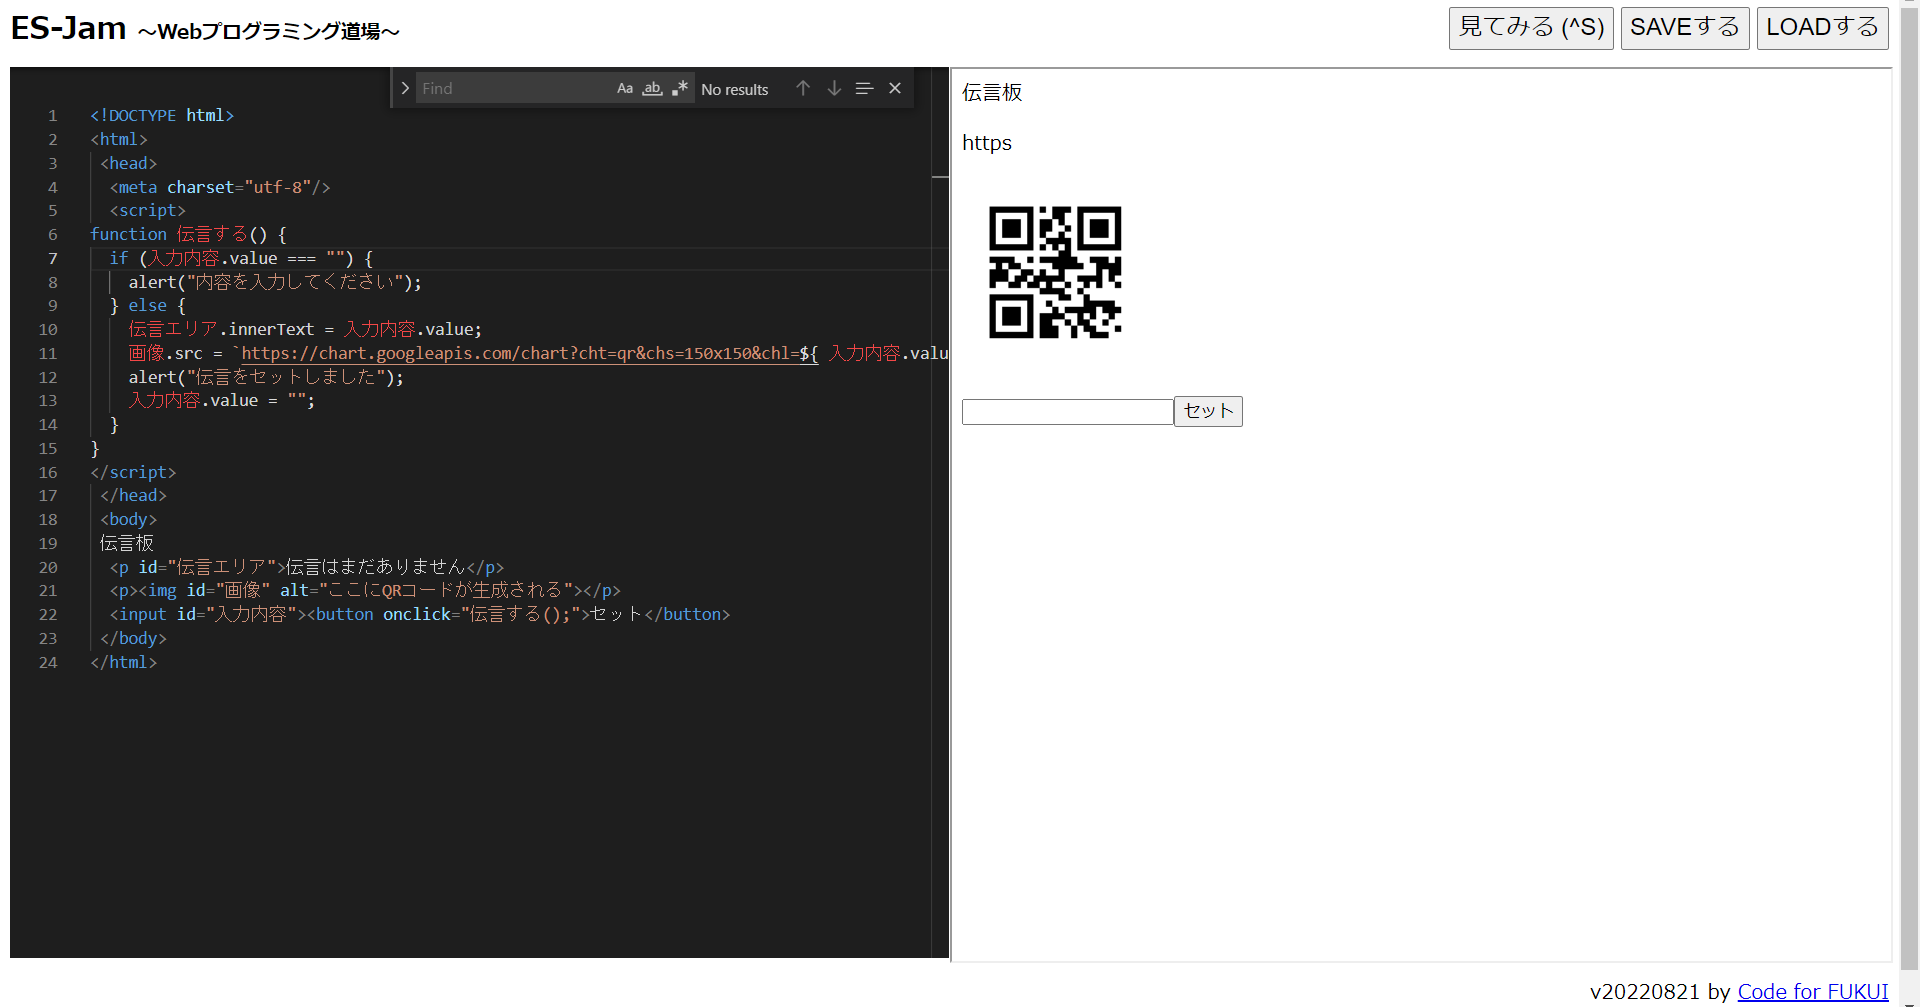 ES-Jam ～Webプログラミング道場～
見てみる (^S) SAVEする LOADする
Find Aa ab .* No results
1 <!DOCTYPE html>
2 <html>
3 <head>
4 <meta charset="utf-8"/>
5 <script>
6 function 伝言する() {
7 if (入力内容.value === "") {
8 alert("内容を入力してください");
9 } else {
10 伝言エリア.innerText = 入力内容.value;
11 画像.src = `https://chart.googleapis.com/chart?cht=qr&chs=150x150&chl=${ 入力内容.valu
12 alert("伝言をセットしました");
13 入力内容.value = "";
14 }
15 }
16 </script>
17 </head>
18 <body>
19 伝言板
20 <p id="伝言エリア">伝言はまだありません</p>
21 <p><img id="画像" alt="ここにQRコードが生成される"></p>
22 <input id="入力内容"><button onclick="伝言する();">セット</button>
23 </body>
24 </html>
伝言板
https
セット
v20220821 by Code for FUKUI